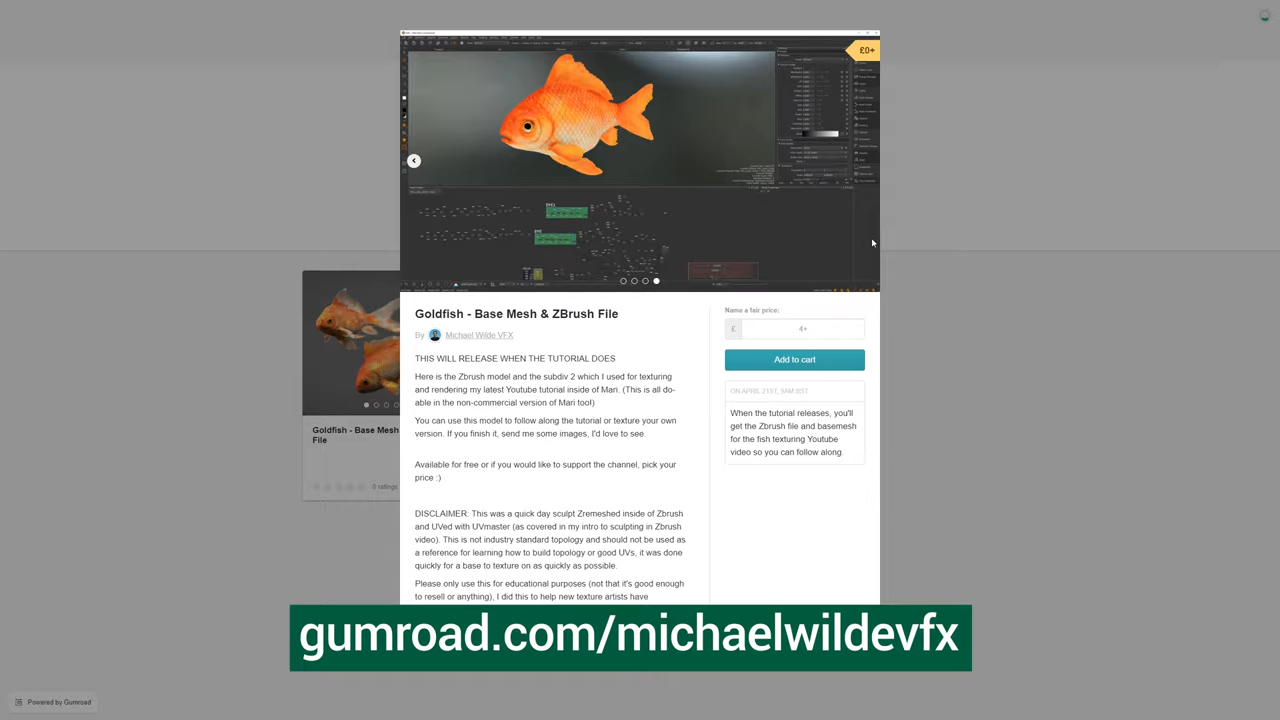 £0+
Goldfish - Base Mesh & ZBrush File
By Michael Wilde VFX
THIS WILL RELEASE WHEN THE TUTORIAL DOES
Here is the Zbrush model and the subdiv 2 which I used for texturing
and rendering my latest Youtube tutorial inside of Mari. (This is all do-
able in the non-commercial version of Mari too!)
You can use this model to follow along the tutorial or texture your own
version. If you finish it, send me some images, I'd love to see.
Available for free or if you would like to support the channel, pick your
price :)
DISCLAIMER: This was a quick day sculpt Zremeshed inside of Zbrush
and UVed with UVmaster (as covered in my intro to sculpting in Zbrush
video). This is not industry standard topology and should not be used as
a reference for learning how to build topology or good UVs, it was done
quickly for a base to texture on as quickly as possible.
Please only use this for educational purposes (not that it's good enough
to resell or anything), I did this to help new texture artists have
Name a fair price:
£ 4+
Add to cart
ON APRIL 21ST, 9AM BST
When the tutorial releases, you'll
get the Zbrush file and basemesh
for the fish texturing Youtube
video so you can follow along.
Goldfish - Base Mesh
File
0 ratings
gumroad.com/michaelwildevfx
Powered by Gumroad